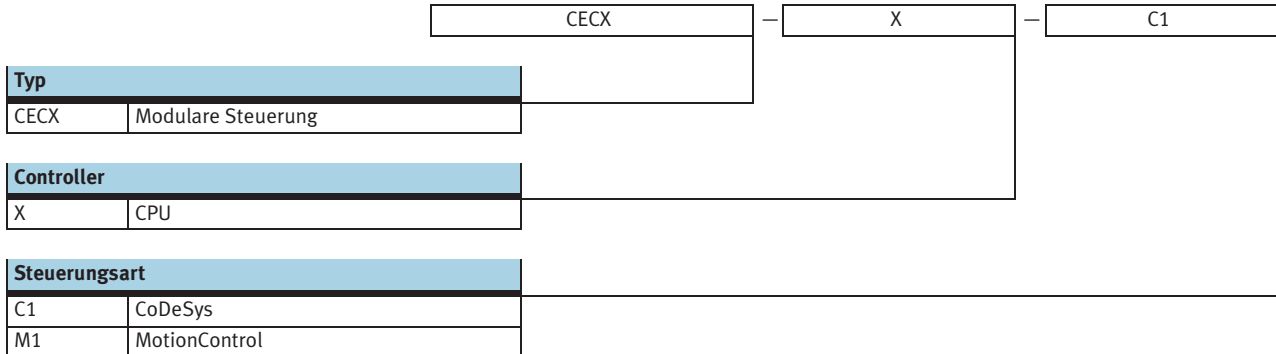 CECX — X — C1
Typ
CECX Modulare Steuerung
Controller
X CPU
Steuerungsart
C1 CoDeSys
M1 MotionControl